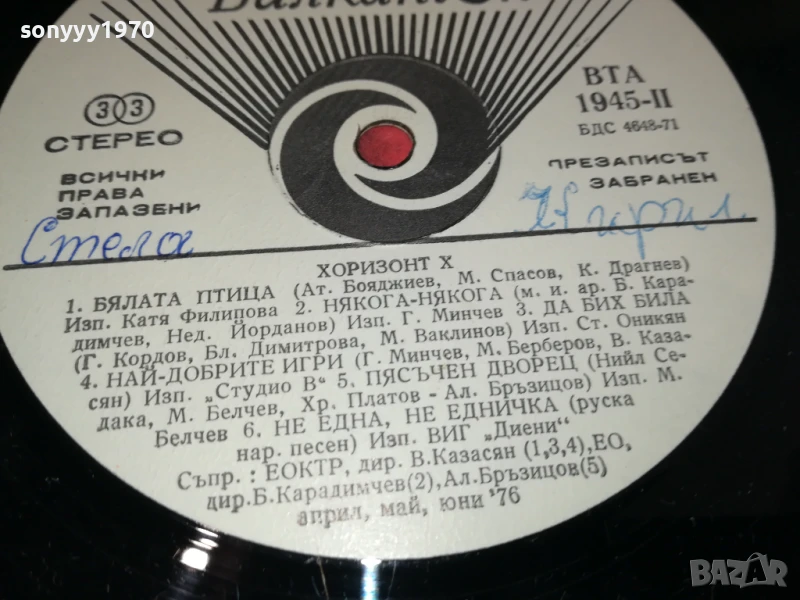 sonyyy1970
Балкантон
33
СТЕРЕО
ВСИЧКИ
ПРАВА
ЗАПАЗЕНИ
ВТА
1945-II
БДС 4648-71
ПРЕЗАПИСЪТ
ЗАБРАНЕН
Стела
Кирил
ХОРИЗОНТ X
1. БЯЛАТА ПТИЦА (Ат. Бояджиев, М. Спасов, К. Драгнев)
Изп. Катя Филипова 2. НЯКОГА-НЯКОГА (м. и ар. Б. Кара-
димчев, Нед. Йорданов) Изп. Г. Минчев 3. ДА БИХ БИЛА
(Г. Кордов, Бл. Димитрова, М. Ваклинов) Изп. Ст. Оникян
4. НАЙ-ДОБРИТЕ ИГРИ (Г. Минчев, М. Берберов, В. Каза-
сян) Изп. „Студио В" 5. ПЯСЪЧЕН ДВОРЕЦ (Нийл Се-
дака, М. Белчев, Хр. Платов - Ал. Бръзицов) Изп. М.
Белчев 6. НЕ ЕДНА, НЕ ЕДНИЧКА (руска
нар. песен) Изп. ВИГ „Диени"
Съпр. : ЕОКТР, дир. В. Казасян (1,3,4), ЕО,
дир. Б. Карадимчев(2), Ал. Бръзицов(5)
април, май, юни '76
BAZAR